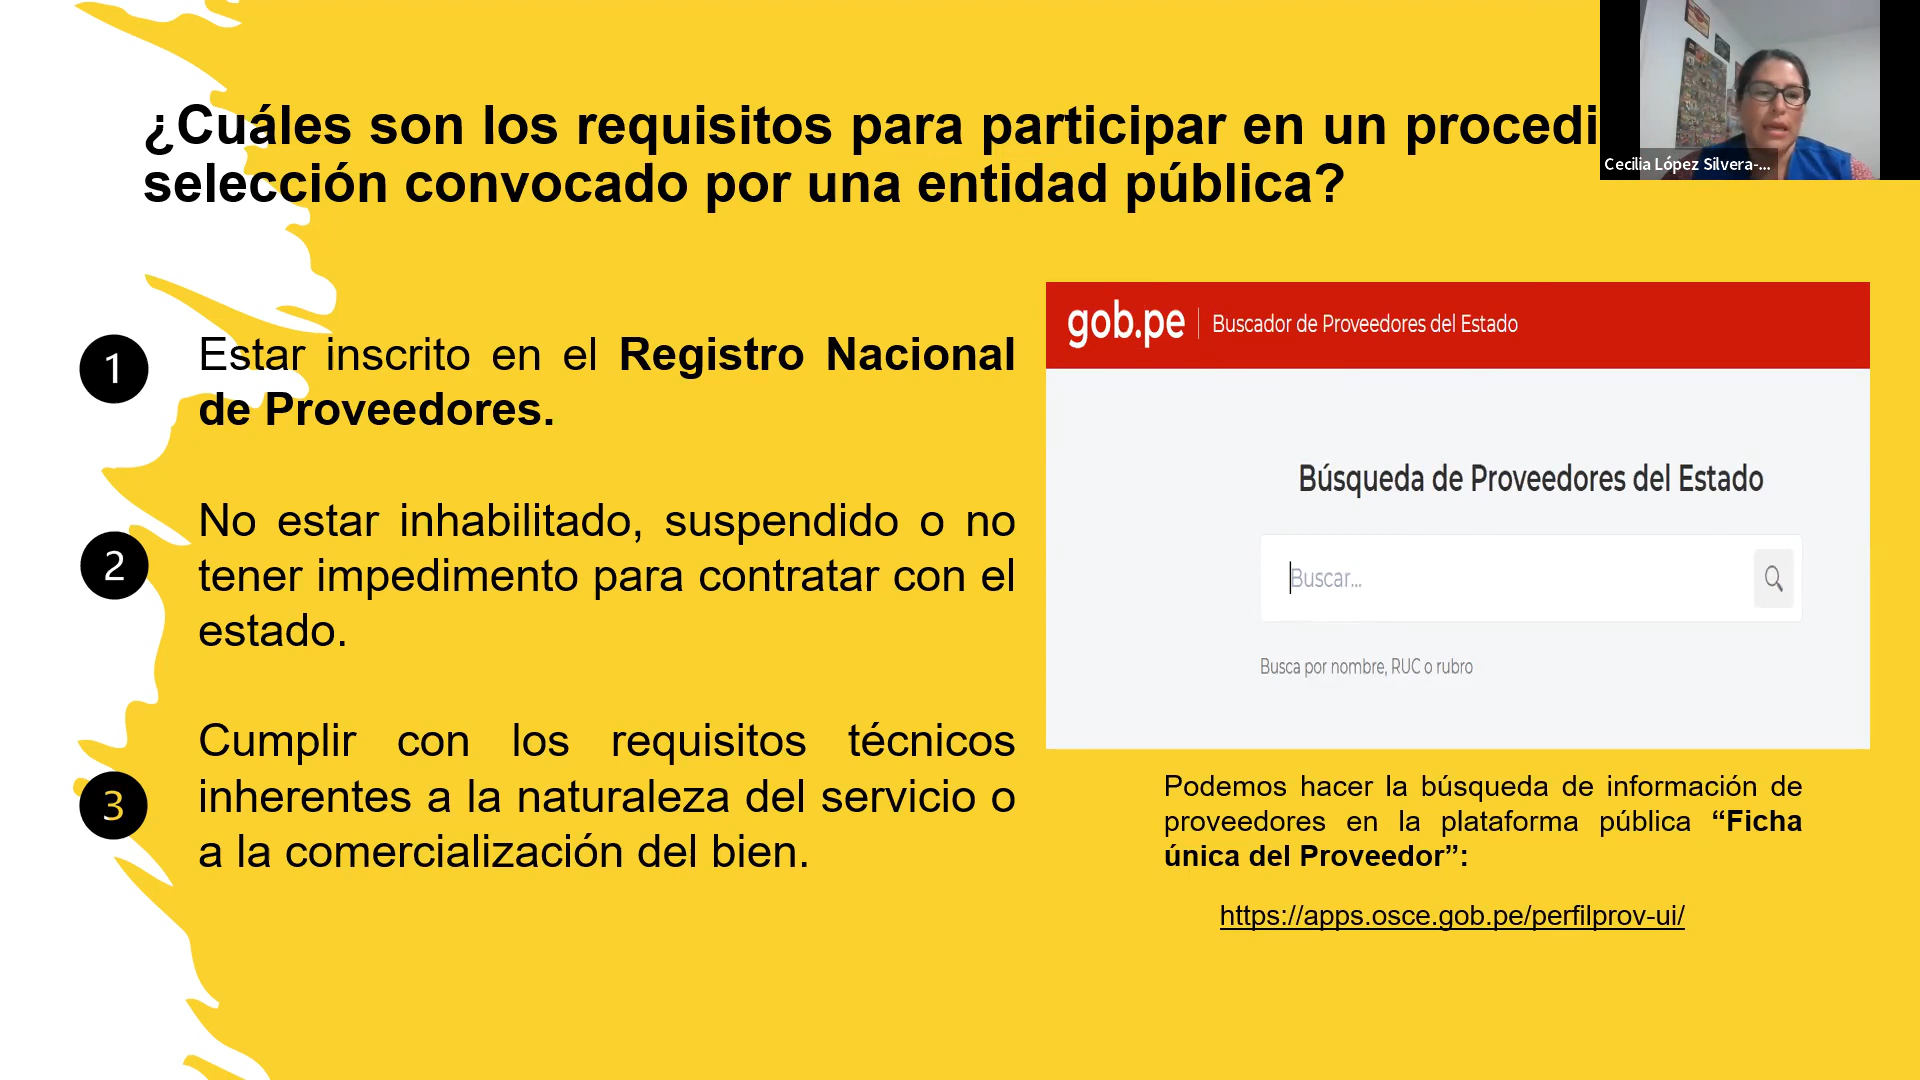 ¿Cuáles son los requisitos para participar en un procedi
selección convocado por una entidad pública?
Cecilia López Silvera-...
1
Estar inscrito en el Registro Nacional
de Proveedores.
2
No estar inhabilitado, suspendido o no
tener impedimento para contratar con el
estado.
3
Cumplir con los requisitos técnicos
inherentes a la naturaleza del servicio o
a la comercialización del bien.
gob.pe | Buscador de Proveedores del Estado
Búsqueda de Proveedores del Estado
Buscar...
Busca por nombre, RUC o rubro
Podemos hacer la búsqueda de información de
proveedores en la plataforma pública “Ficha
única del Proveedor”:
https://apps.osce.gob.pe/perfilprov-ui/